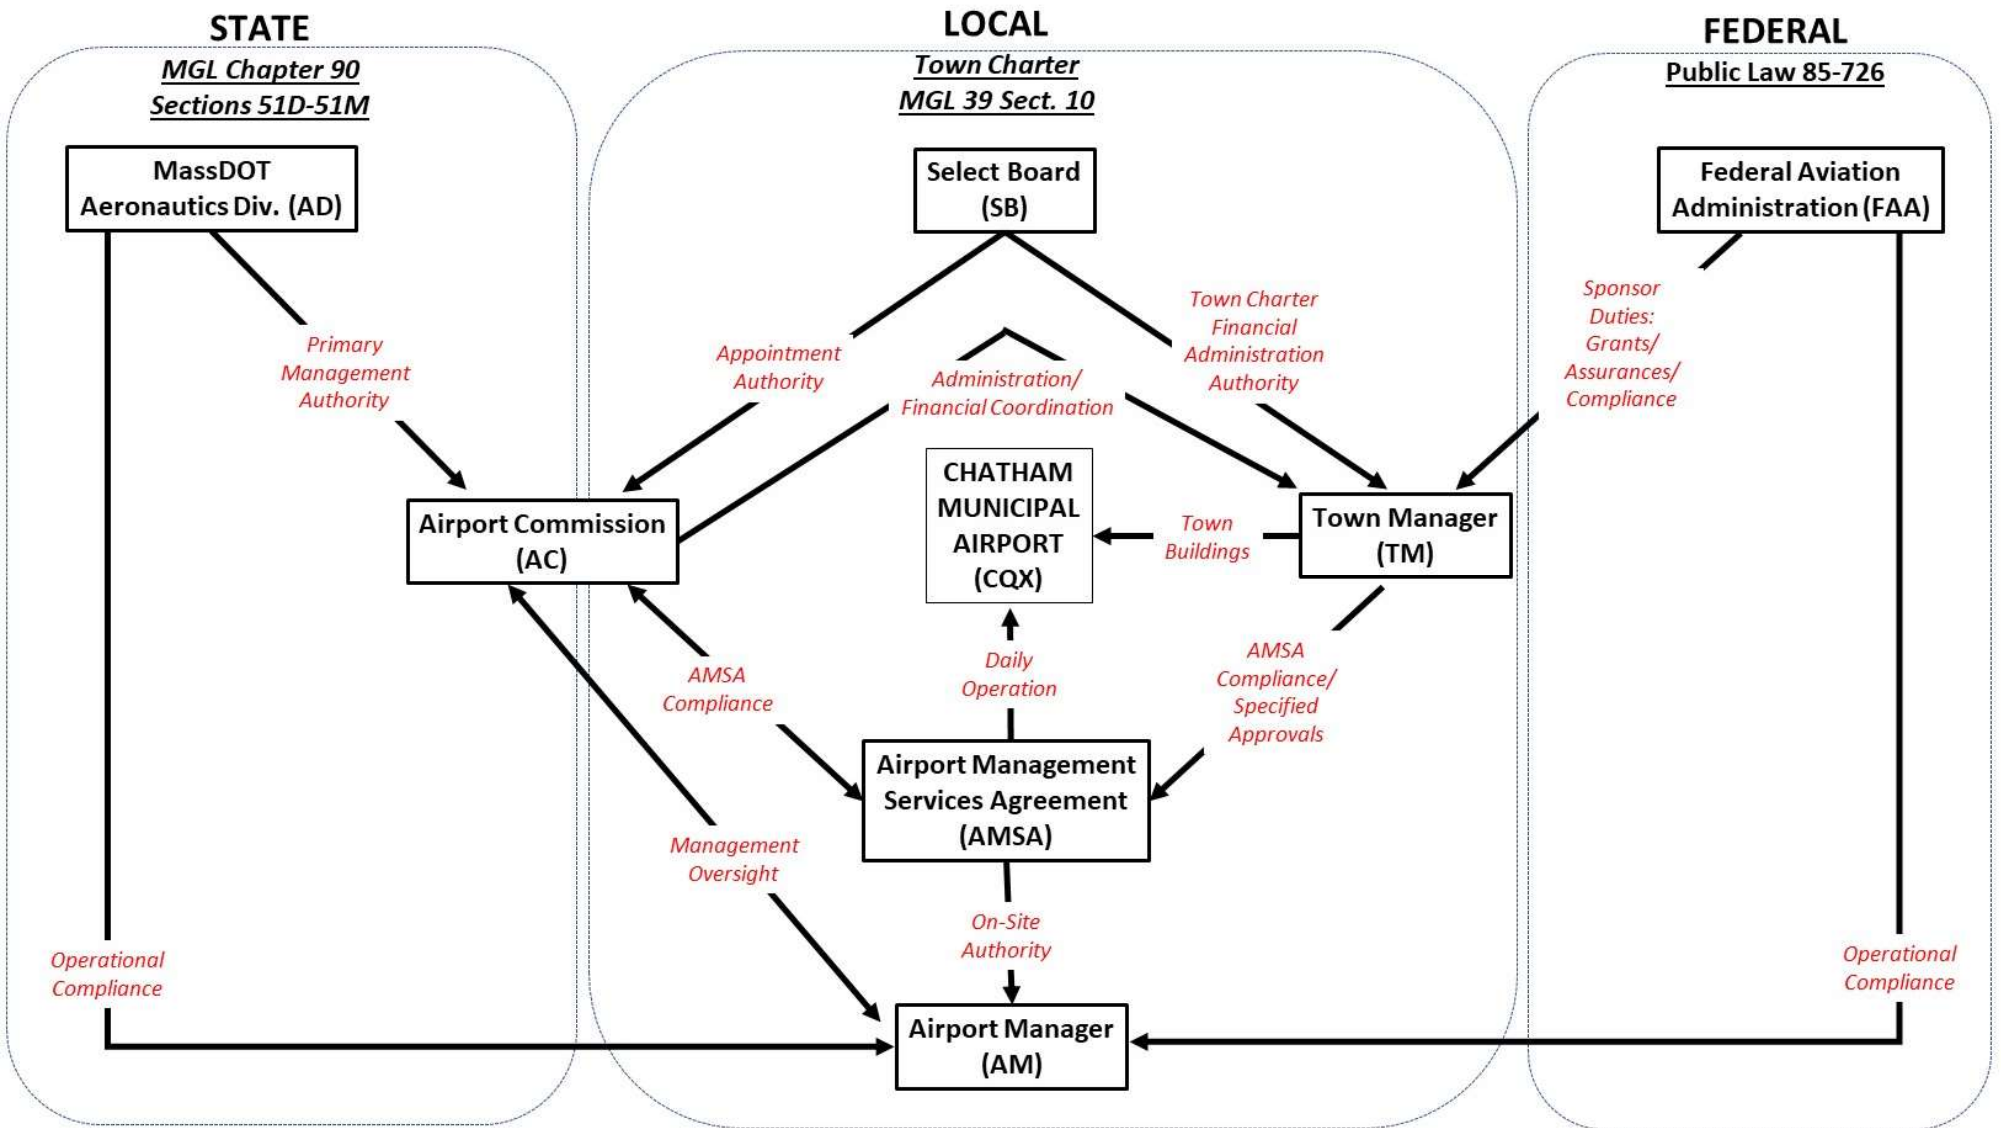 STATE
MGL Chapter 90
Sections 51D-51M
LOCAL
Town Charter
MGL 39 Sect. 10
FEDERAL
Public Law 85-726
MassDOT
Aeronautics Div. (AD)
Select Board
(SB)
Federal Aviation
Administration (FAA)
Primary
Management
Authority
Appointment
Authority
Administration/
Financial Coordination
Town Charter
Financial
Administration
Authority
Sponsor
Duties:
Grants/
Assurances/
Compliance
Airport Commission
(AC)
CHATHAM
MUNICIPAL
AIRPORT
(CQX)
Town
Buildings
Town Manager
(TM)
AMSA
Compliance
Daily
Operation
AMSA
Compliance/
Specified
Approvals
Airport Management
Services Agreement
(AMSA)
Management
Oversight
On-Site
Authority
Operational
Compliance
Operational
Compliance
Airport Manager
(AM)